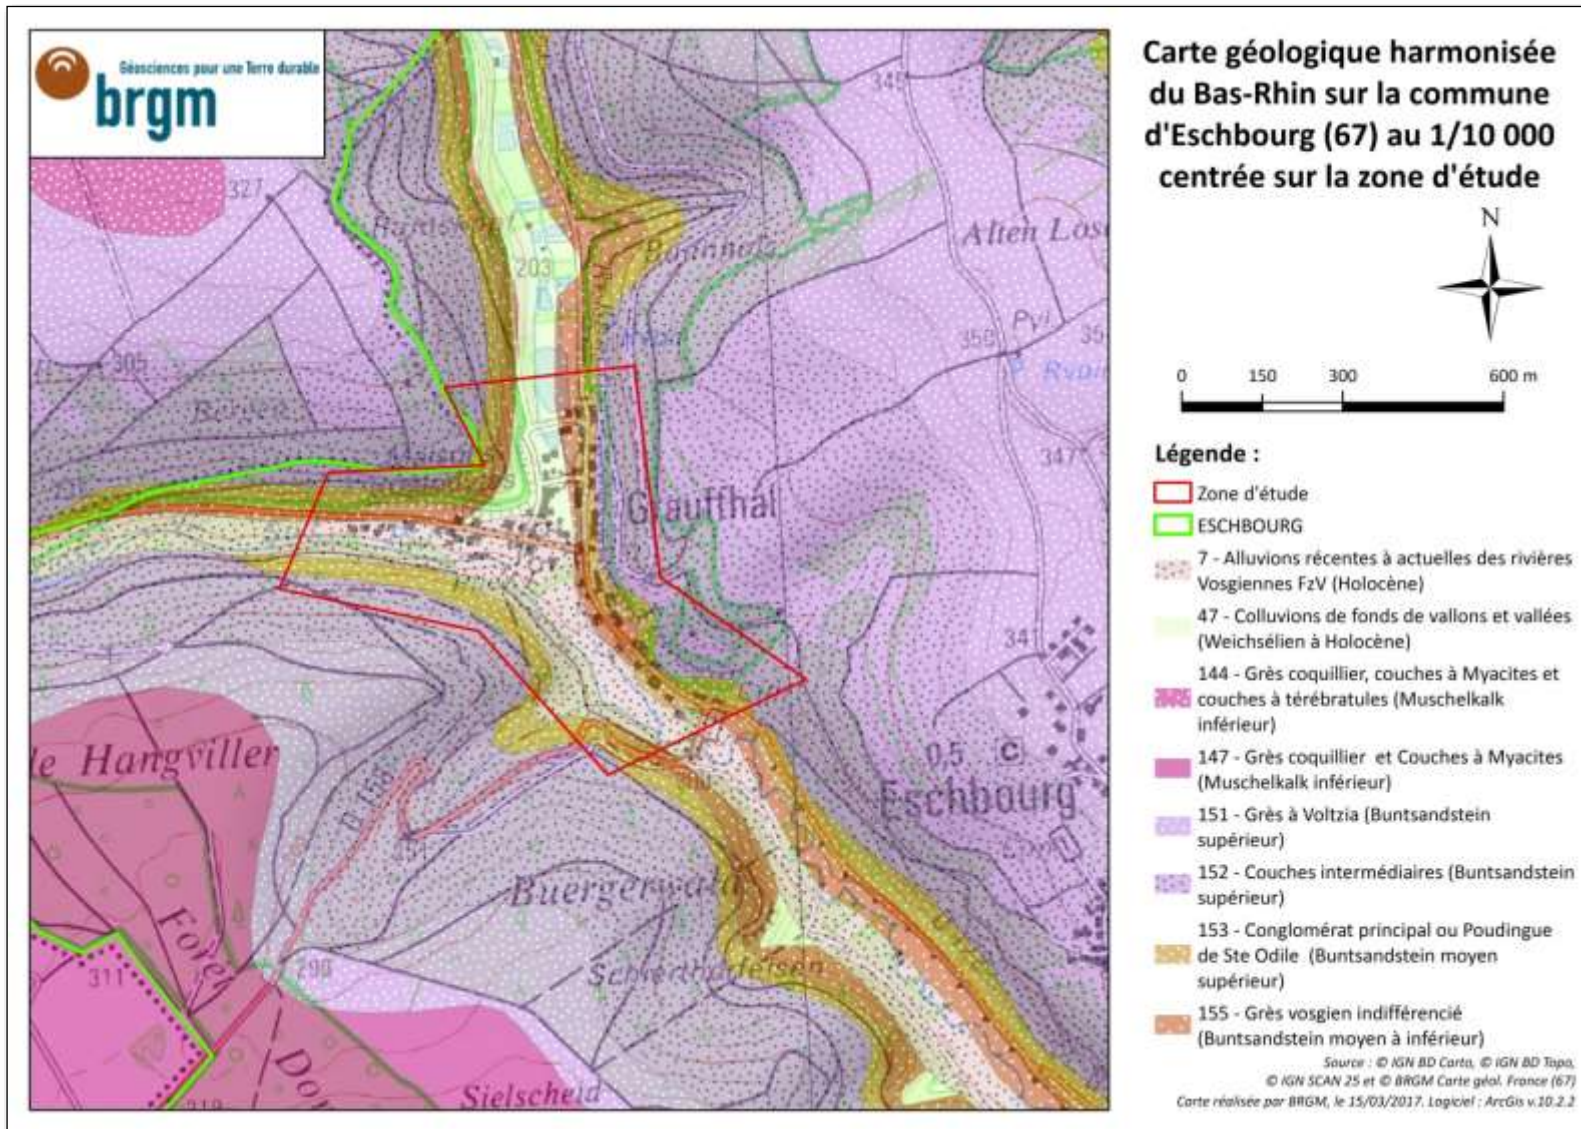 Géosciences pour une Terre durable
brgm
Carte géologique harmonisée
du Bas-Rhin sur la commune
d'Eschbourg (67) au 1/10 000
centrée sur la zone d'étude
N
0 150 300 600 m
Légende :
Zone d'étude
ESCHBOURG
7 - Alluvions récentes à actuelles des rivières
Vosgiennes FzV (Holocène)
47 - Colluvions de fonds de vallons et vallées
(Weichsélien à Holocène)
144 - Grès coquillier, couches à Myacites et
couches à térébratules (Muschelkalk
inférieur)
147 - Grès coquillier et Couches à Myacites
(Muschelkalk inférieur)
151 - Grès à Voltzia (Buntsandstein
supérieur)
152 - Couches intermédiaires (Buntsandstein
supérieur)
153 - Conglomérat principal ou Poudingue
de Ste Odile (Buntsandstein moyen
supérieur)
155 - Grès vosgien indifférencié
(Buntsandstein moyen à inférieur)
Source : © IGN BD Carto, © IGN BD Topo,
© IGN SCAN 25 et © BRGM Carte géol. France (67)
Carte réalisée par BRGM, le 15/03/2017. Logiciel : ArcGis v.10.2.2
327
203
Alten
350
305
347
Graufthal
341
de Hangviller
D 158
0,5 C
Eschbourg
Buergerwald
Foret
311
290
Sielscheid